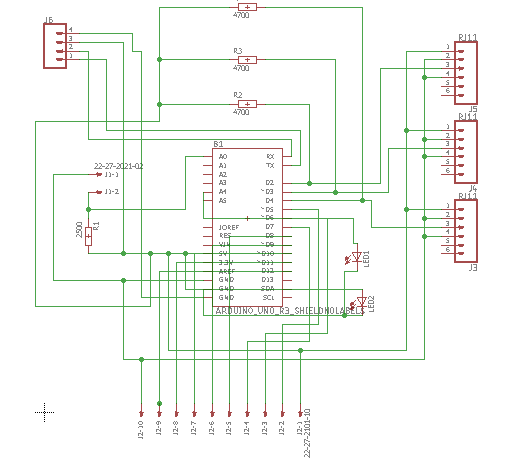 J6
4
3
2
1
4700
R3
4700
R2
4700
RJ11
1
2
3
4
5
6
J5
RJ11
1
2
3
4
5
6
J4
RJ11
1
2
3
4
5
6
J3
B1
22-27-2021-02
J1-1
J1-2
R1
2500
A0
A1
A2
A3
A4
A5
IOREF
RES
VIN
5V
3.3V
AREF
GND
GND
GND
RX
TX
D2
~D3
D4
~D5
~D6
D7
D8
~D9
~D10
~D11
D12
D13
SDA
SCL
LED1
LED2
ARDUINO_UNO_R3_SHIELDNOLABELS
J2-10
J2-9
J2-8
J2-7
J2-6
J2-5
J2-4
J2-3
J2-2
J2-1
22-27-2101-10